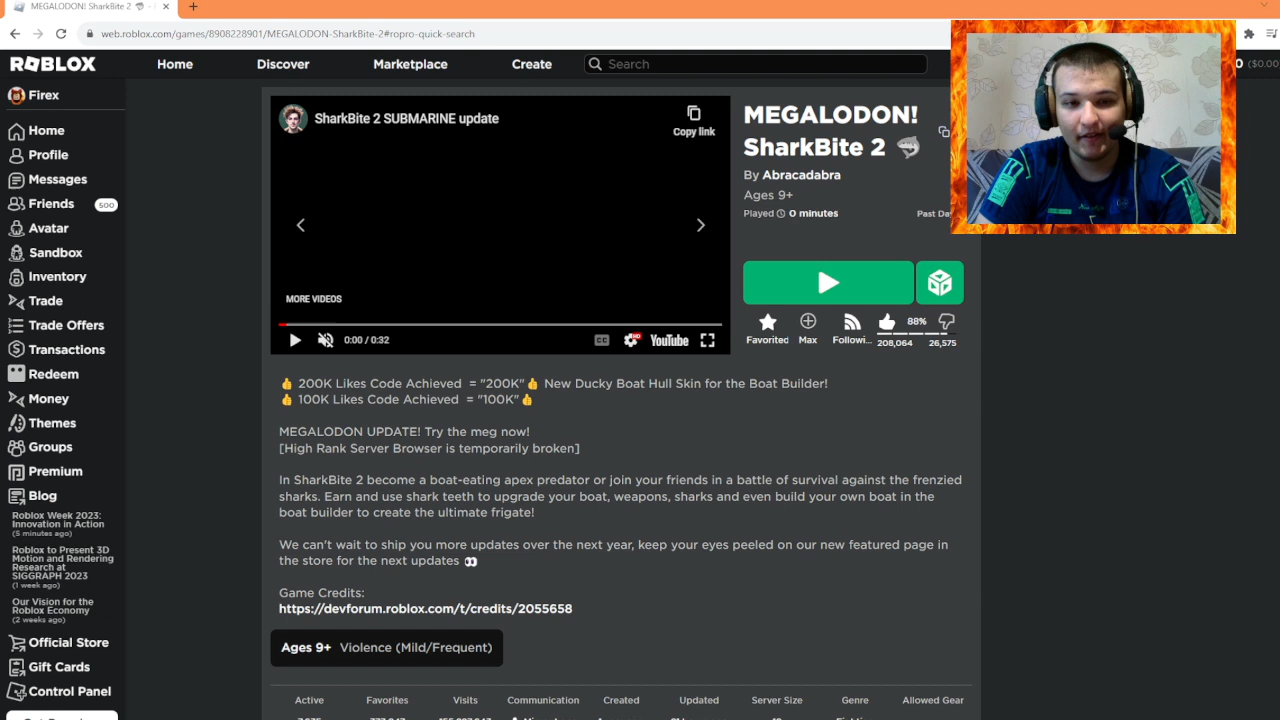 MEGALODON! SharkBite 2
web.roblox.com/games/8908228901/MEGALODON-SharkBite-2#ropro-quick-search
ROBLOX
Home
Discover
Marketplace
Create
Search
($0.00
Firex
Home
Profile
Messages
Friends
500
Avatar
Sandbox
Inventory
Trade
Trade Offers
Transactions
Redeem
Money
Themes
Groups
Premium
Blog
Roblox Week 2023:
Innovation in Action
(5 minutes ago)
Roblox to Present 3D
Motion and Rendering
Research at
SIGGRAPH 2023
(1 week ago)
Our Vision for the
Roblox Economy
(2 weeks ago)
Official Store
Gift Cards
Control Panel
SharkBite 2 SUBMARINE update
Copy link
MORE VIDEOS
0:00 / 0:32
CC
HD
YouTube
MEGALODON!
SharkBite 2
By Abracadabra
Ages 9+
Played 0 minutes
Past Day
Favorited
Max
Followi...
88%
208,064
26,575
👍 200K Likes Code Achieved = "200K"👍 New Ducky Boat Hull Skin for the Boat Builder!
👍 100K Likes Code Achieved = "100K"👍
MEGALODON UPDATE! Try the meg now!
[High Rank Server Browser is temporarily broken]
In SharkBite 2 become a boat-eating apex predator or join your friends in a battle of survival against the frenzied
sharks. Earn and use shark teeth to upgrade your boat, weapons, sharks and even build your own boat in the
boat builder to create the ultimate frigate!
We can't wait to ship you more updates over the next year, keep your eyes peeled on our new featured page in
the store for the next updates 👀
Game Credits:
https://devforum.roblox.com/t/credits/2055658
Ages 9+ Violence (Mild/Frequent)
Active
Favorites
Visits
Communication
Created
Updated
Server Size
Genre
Allowed Gear